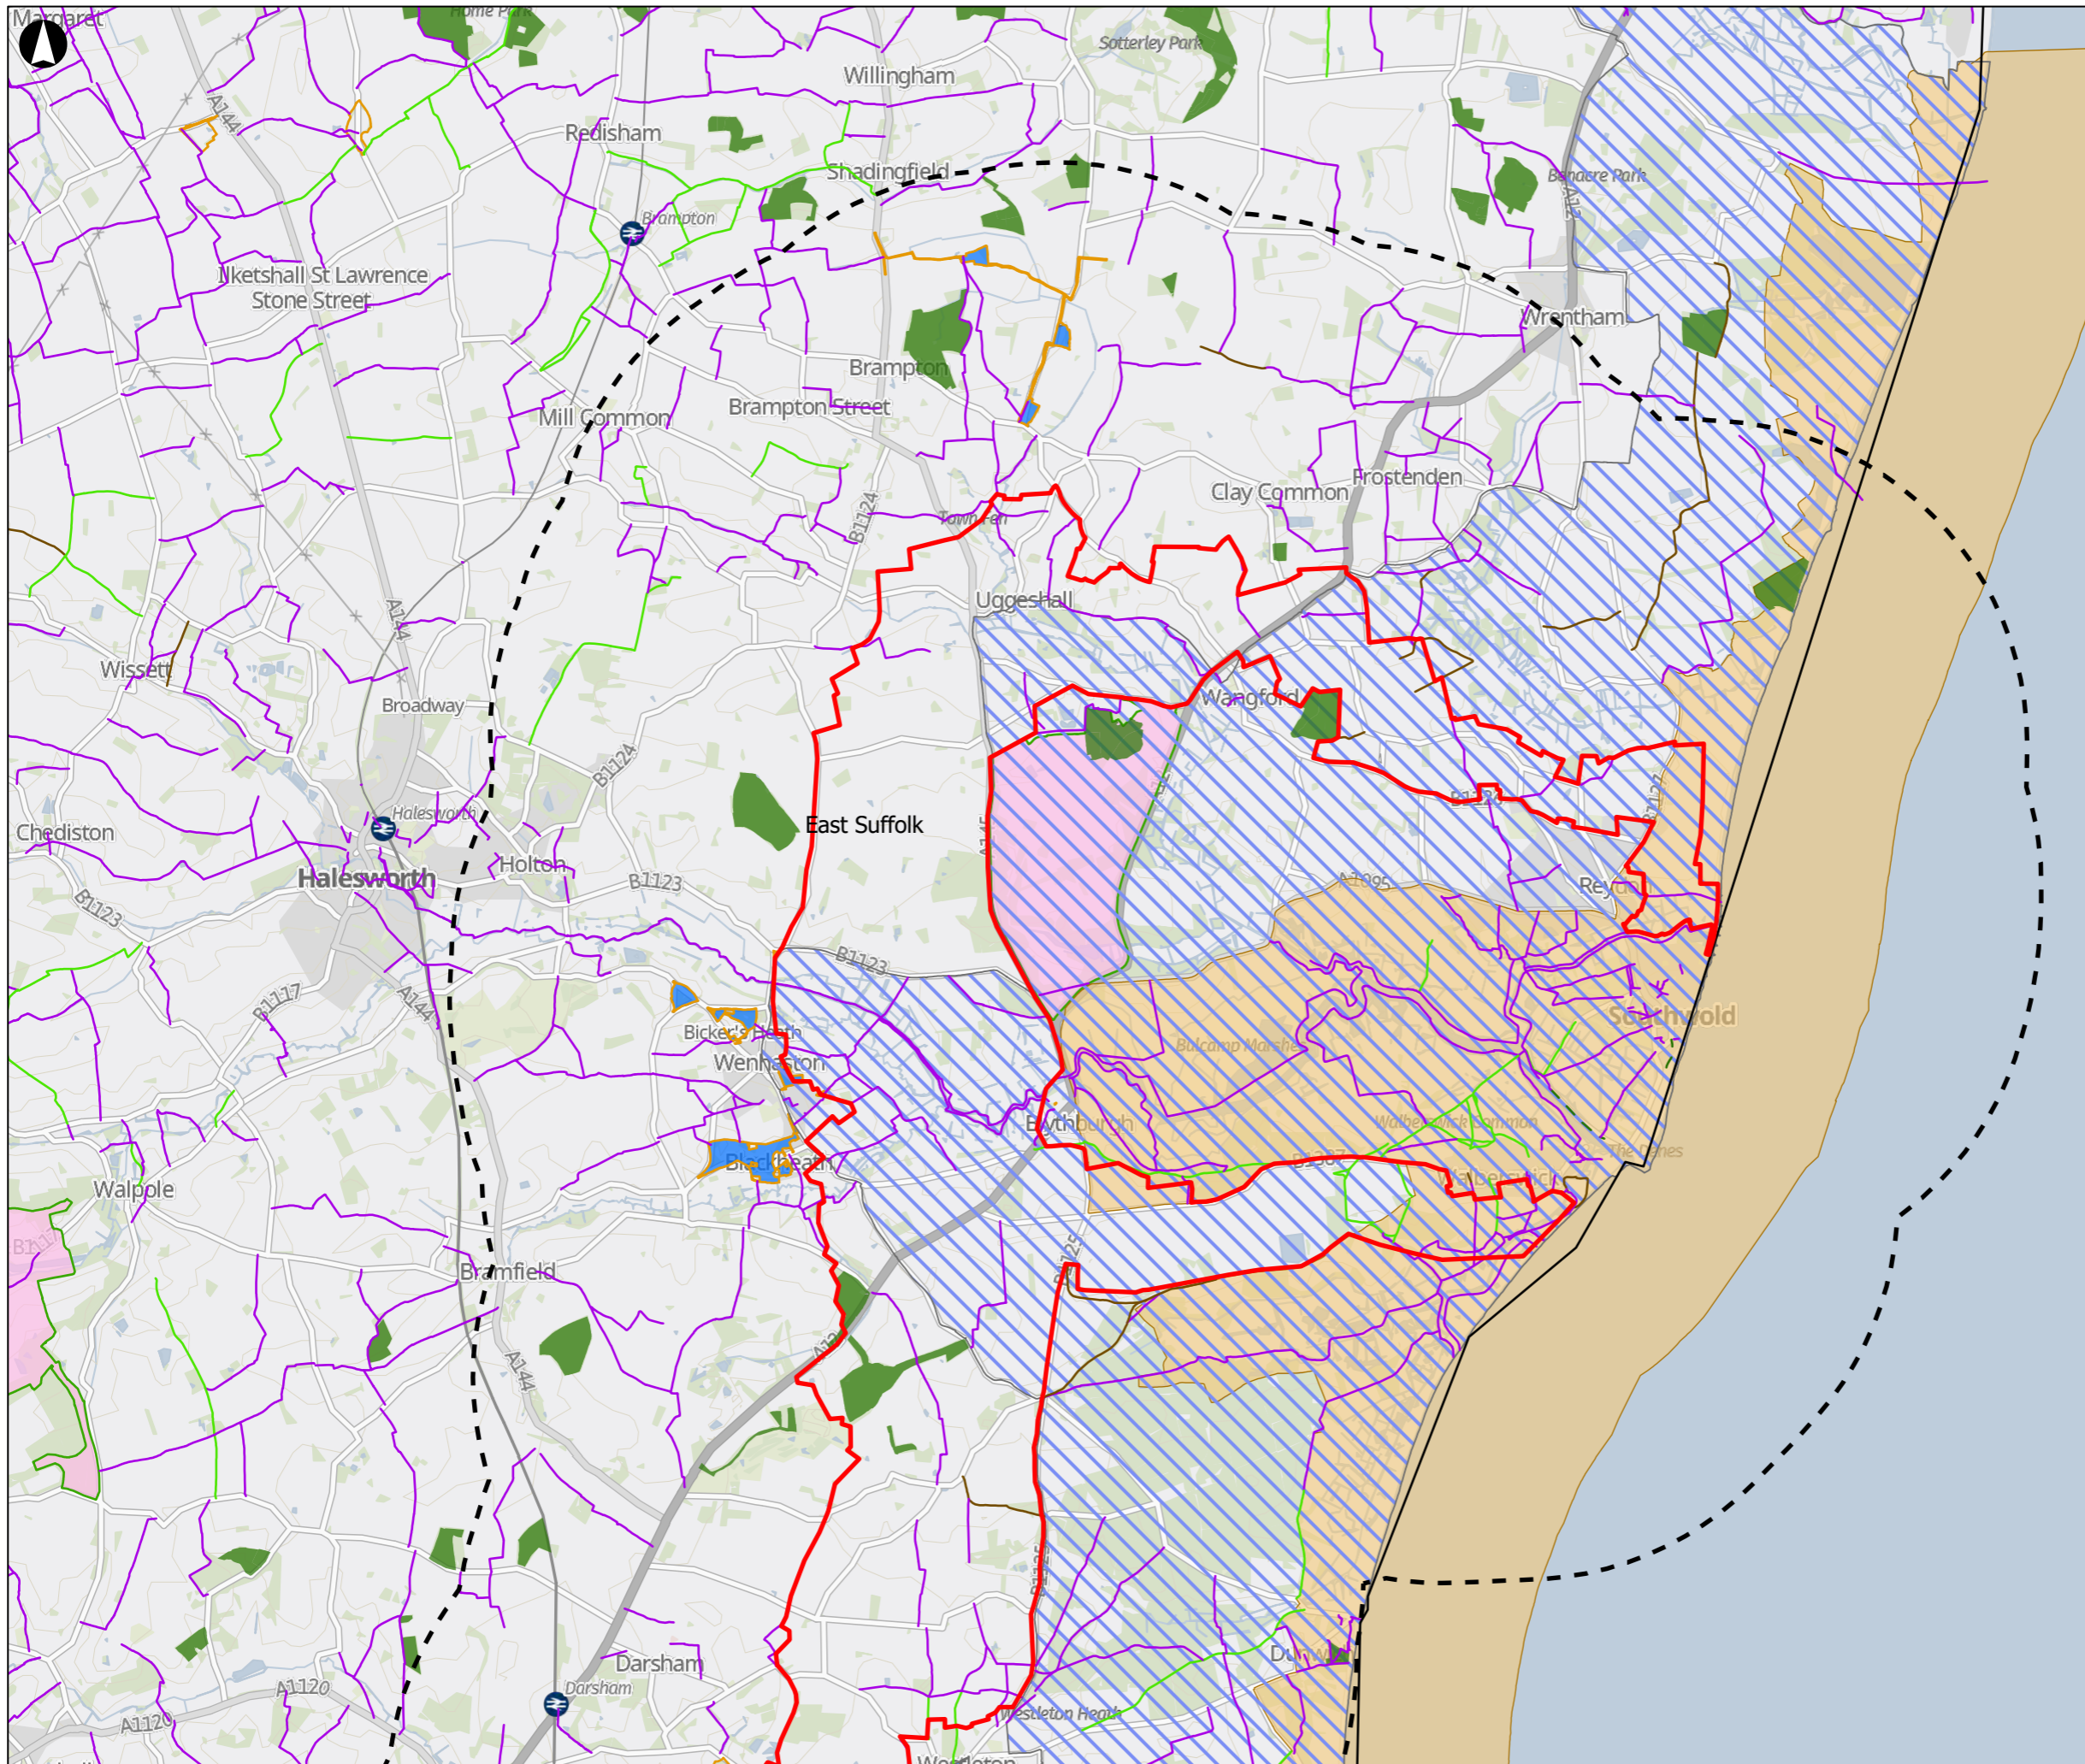 Margaret
Home Park
Sotterley Park
Willingham
A144
Redisham
Shadingfield
Benacre Park
A12
Brampton
Ilketshall St Lawrence
Stone Street
Wrentham
Brampton
Brampton Street
Mill Common
Frostenden
Clay Common
B1124
Town Fen
Uggeshall
A144
Wissett
Wangford
Broadway
B1124
B1126
B1127
Halesworth
East Suffolk
Chediston
A145
Holton
Halesworth
B1123
A1095
Reydon
B1123
B1123
B1117
A144
Southwold
Bicker's Heath
Bulcamp Marshes
Wenhaston
Blythburgh
Walberswick Common
The Denes
Blackheath
B1387
Walberswick
Walpole
B1125
Bramfield
A12
A144
B1125
Dunwich
Darsham
Darsham
A1120
A1120
Westleton Heath
Westleton